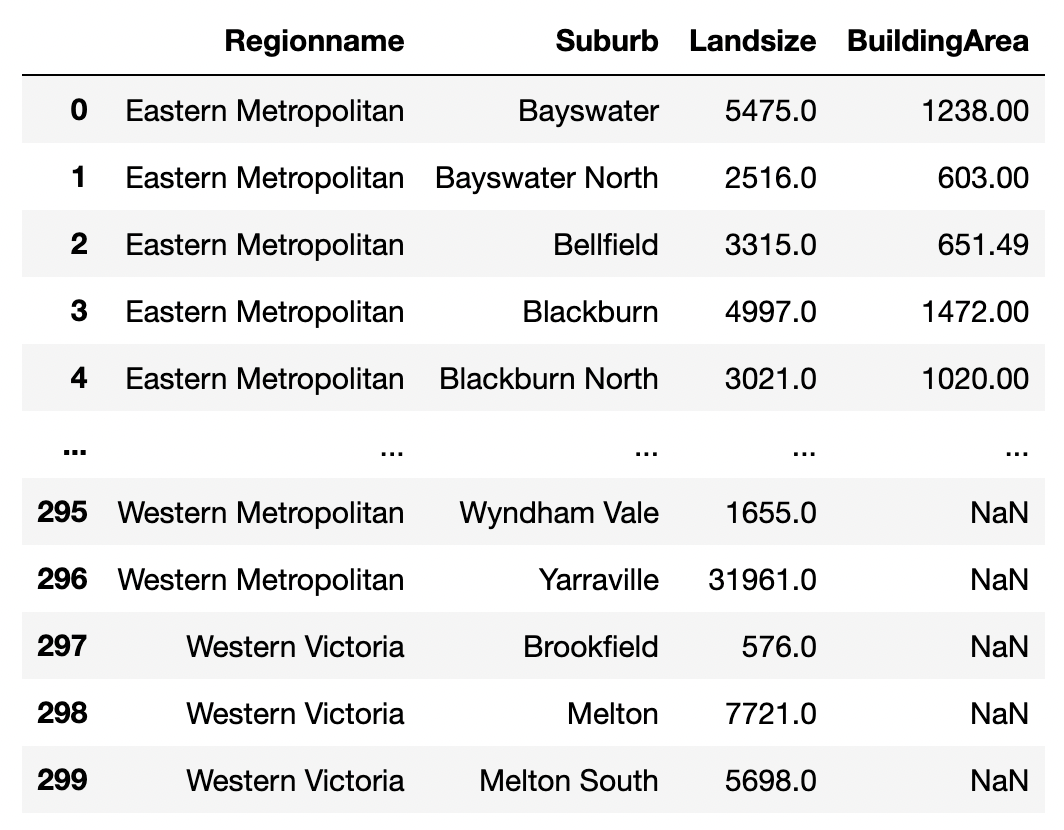 Regionname Suburb Landsize BuildingArea
0 Eastern Metropolitan Bayswater 5475.0 1238.00
1 Eastern Metropolitan Bayswater North 2516.0 603.00
2 Eastern Metropolitan Bellfield 3315.0 651.49
3 Eastern Metropolitan Blackburn 4997.0 1472.00
4 Eastern Metropolitan Blackburn North 3021.0 1020.00
... ... ... ... ...
295 Western Metropolitan Wyndham Vale 1655.0 NaN
296 Western Metropolitan Yarraville 31961.0 NaN
297 Western Victoria Brookfield 576.0 NaN
298 Western Victoria Melton 7721.0 NaN
299 Western Victoria Melton South 5698.0 NaN